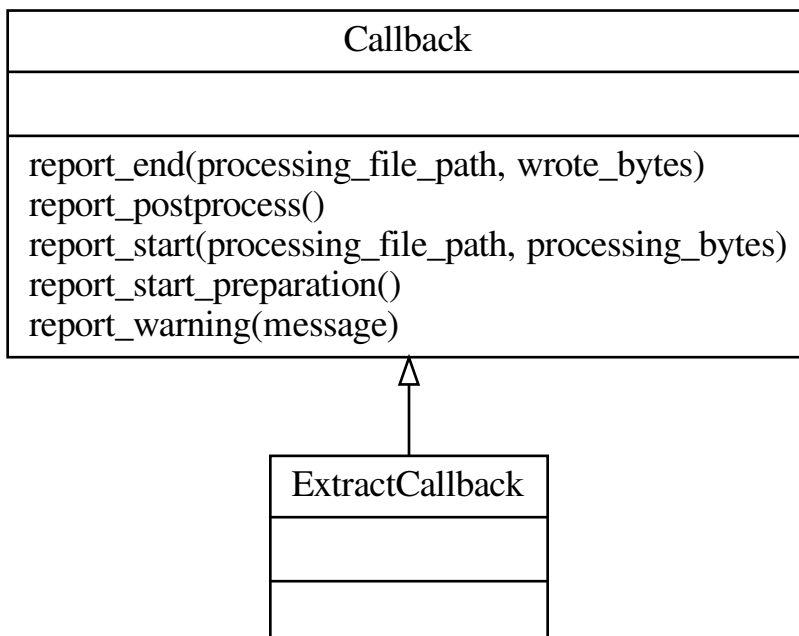 Callback
report_end(processing_file_path, wrote_bytes)
report_postprocess()
report_start(processing_file_path, processing_bytes)
report_start_preparation()
report_warning(message)
ExtractCallback